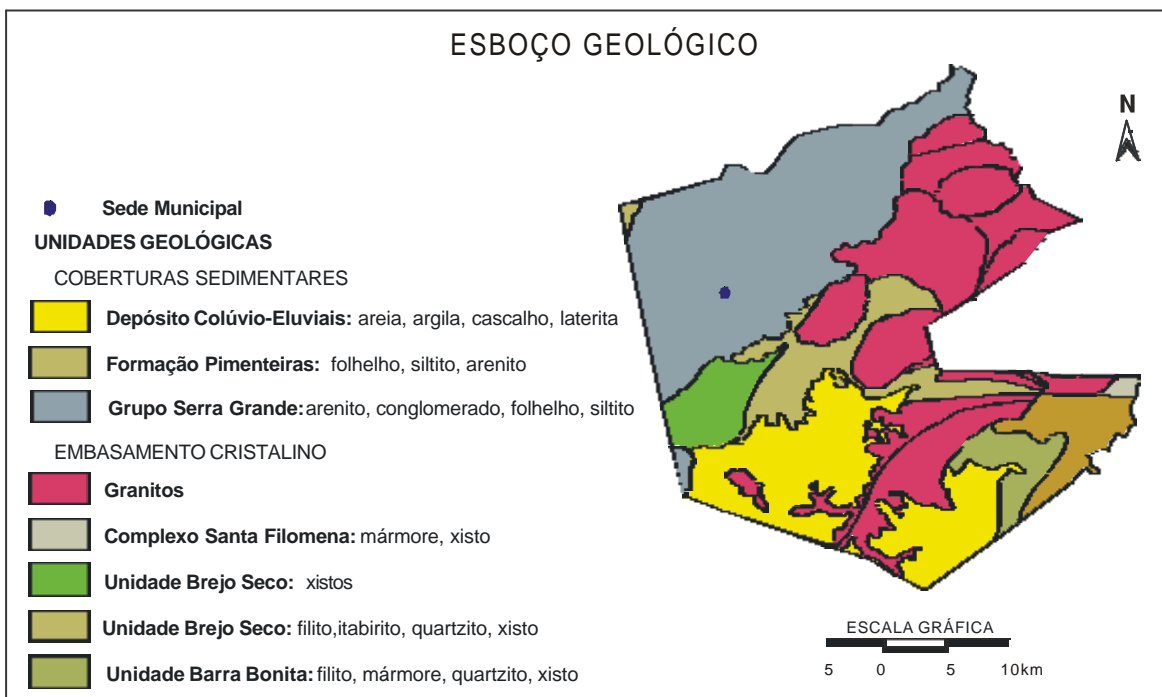 ESBOÇO GEOLÓGICO
N
Sede Municipal
UNIDADES GEOLÓGICAS
COBERTURAS SEDIMENTARES
Depósito Colúvio-Eluviais: areia, argila, cascalho, laterita
Formação Pimenteiras: folhelho, siltito, arenito
Grupo Serra Grande: arenito, conglomerado, folhelho, siltito
EMBASAMENTO CRISTALINO
Granitos
Complexo Santa Filomena: mármore, xisto
Unidade Brejo Seco: xistos
Unidade Brejo Seco: filito,itabirito, quartzito, xisto
Unidade Barra Bonita: filito, mármore, quartzito, xisto
ESCALA GRÁFICA
5 0 5 10km